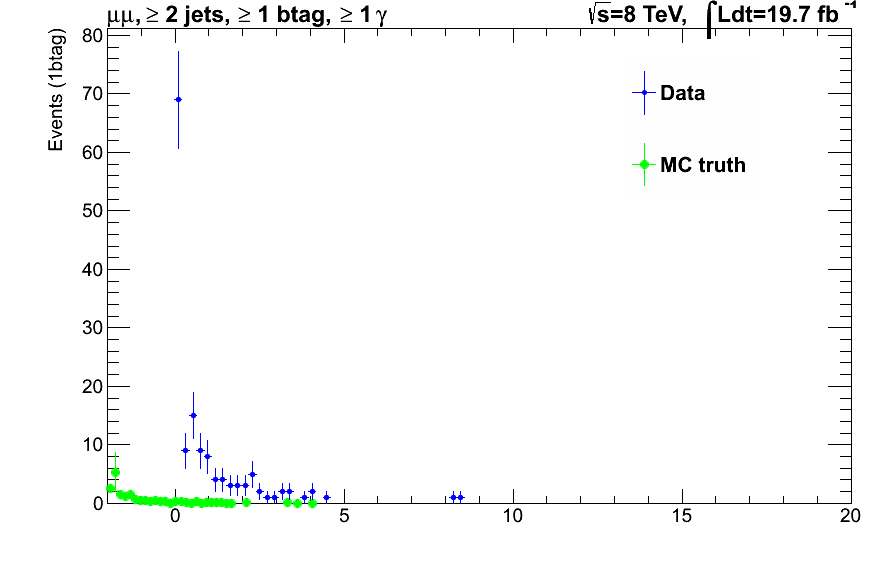 μμ, ≥ 2 jets, ≥ 1 btag, ≥ 1 γ
√s=8 TeV, ∫Ldt=19.7 fb⁻¹
Events (1btag)
80
70
60
50
40
30
20
10
0
Data
MC truth
0 5 10 15 20